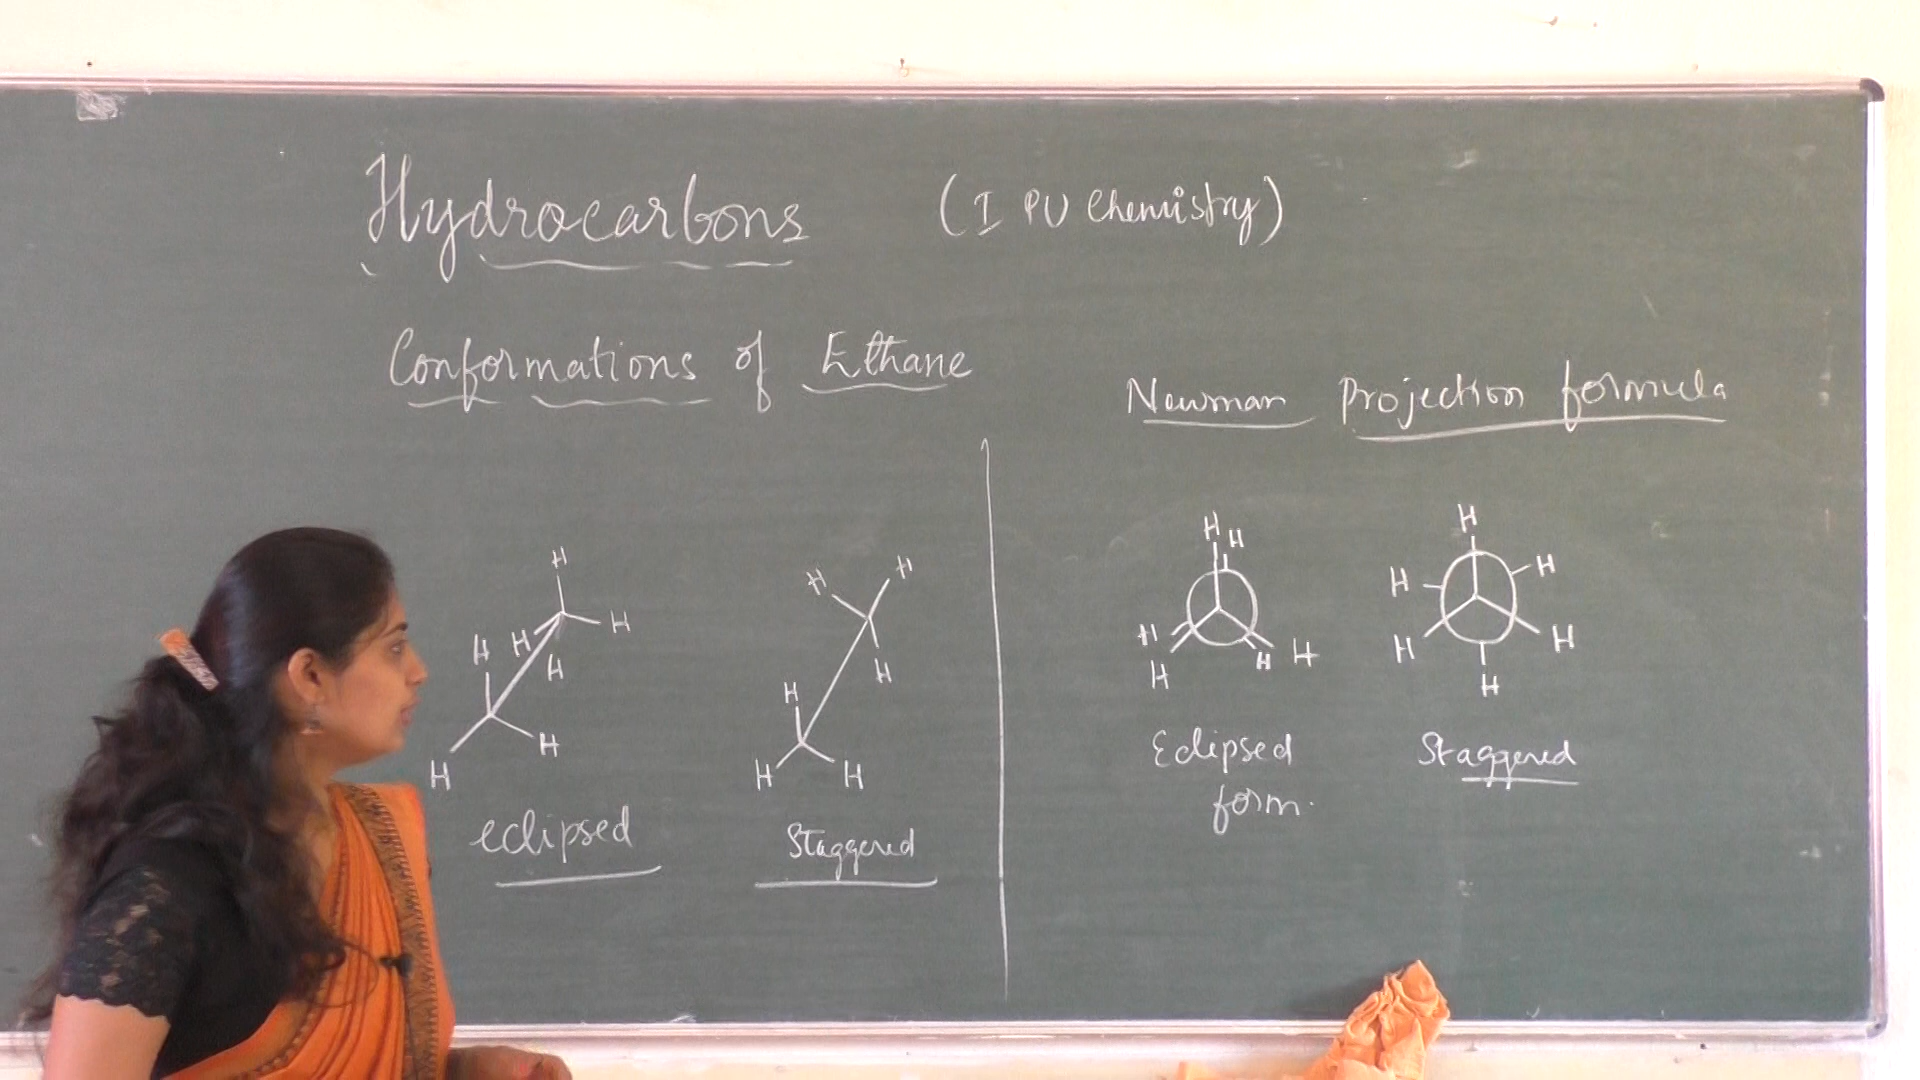 Hydrocarbons (I PU Chemistry)
Conformations of Ethane
Newman Projection formula
H
H H
H H
H
H
H
H H
H
H
H
H
H H
H
H H
H
H
H H
H
H H
H
H H
eclipsed
Staggered
Eclipsed
form.
Staggered